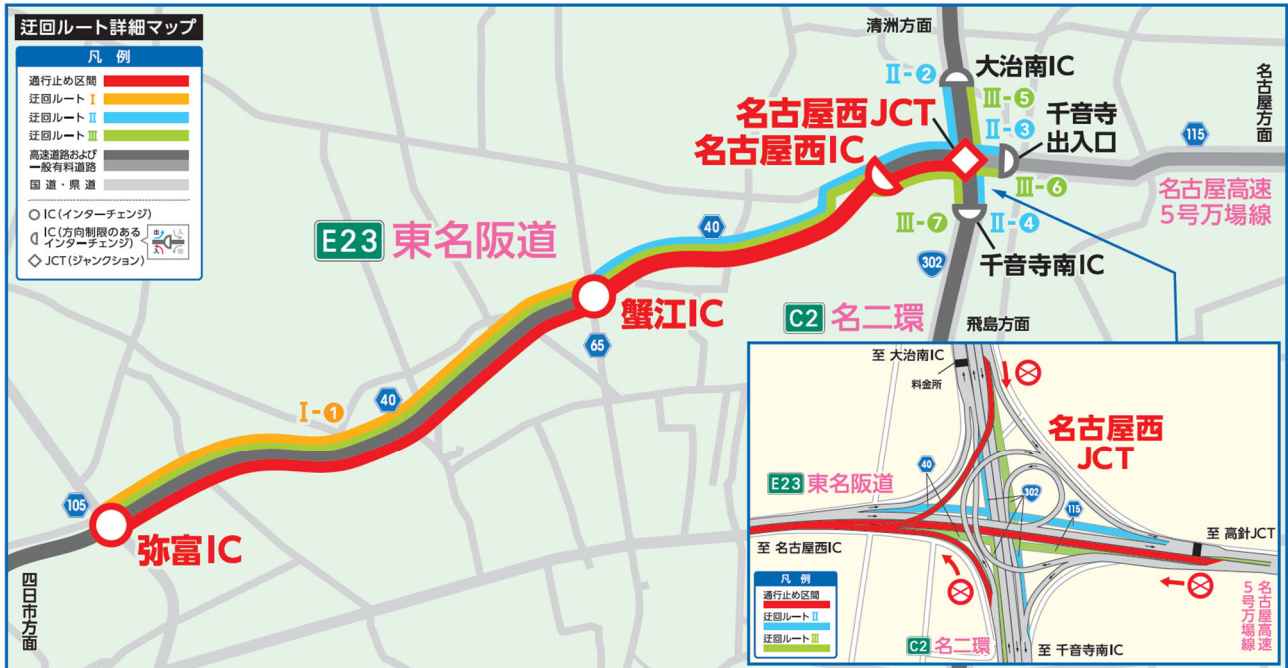 迂回ルート詳細マップ
凡例
通行止め区間
迂回ルート I
迂回ルート II
迂回ルート III
高速道路および
一般有料道路
国道・県道
IC(インターチェンジ)
IC(方向制限のある
インターチェンジ)
JCT(ジャンクション)
清洲方面
II-②
大治南IC
III-⑤
名古屋西JCT
名古屋西IC
II-③
千音寺
出入口
115
名古屋方面
III-⑥
名古屋高速
5号万場線
III-⑦
II-④
千音寺南IC
302
E23 東名阪道
40
蟹江IC
65
C2 名二環
飛島方面
I-①
40
105
弥富IC
四日市方面
至 大治南IC
料金所
名古屋西
JCT
40
E23 東名阪道
302
115
至 名古屋西IC
至 高針JCT
凡例
通行止め区間
迂回ルート II
迂回ルート III
名古屋高速
5号万場線
C2 名二環
至 千音寺南IC